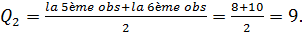 Q₂ = (la 5ème obs+la 6ème obs)/2 = (8+10)/2 = 9.